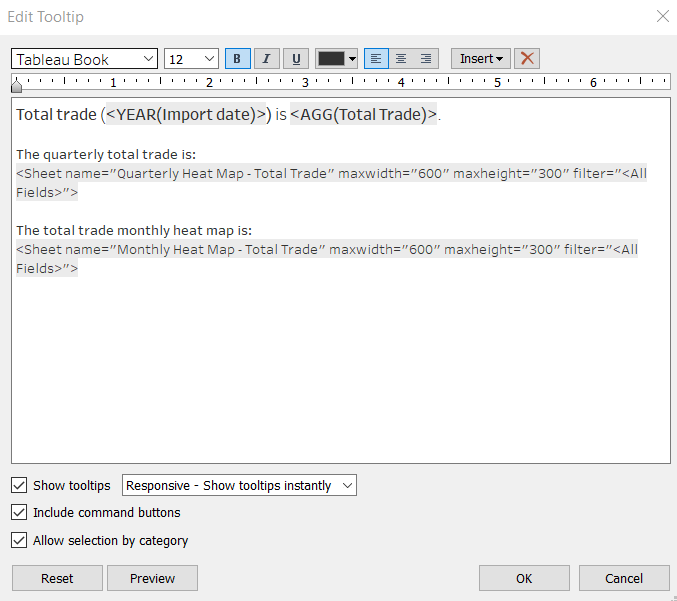 Edit Tooltip
Tableau Book 12 B I U Insert
1 2 3 4 5 6
Total trade (<YEAR(Import date)>) is <AGG(Total Trade)>.
The quarterly total trade is:
<Sheet name="Quarterly Heat Map - Total Trade" maxwidth="600" maxheight="300" filter="<All
Fields>">
The total trade monthly heat map is:
<Sheet name="Monthly Heat Map - Total Trade" maxwidth="600" maxheight="300" filter="<All
Fields>">
Show tooltips Responsive - Show tooltips instantly
Include command buttons
Allow selection by category
Reset Preview OK Cancel